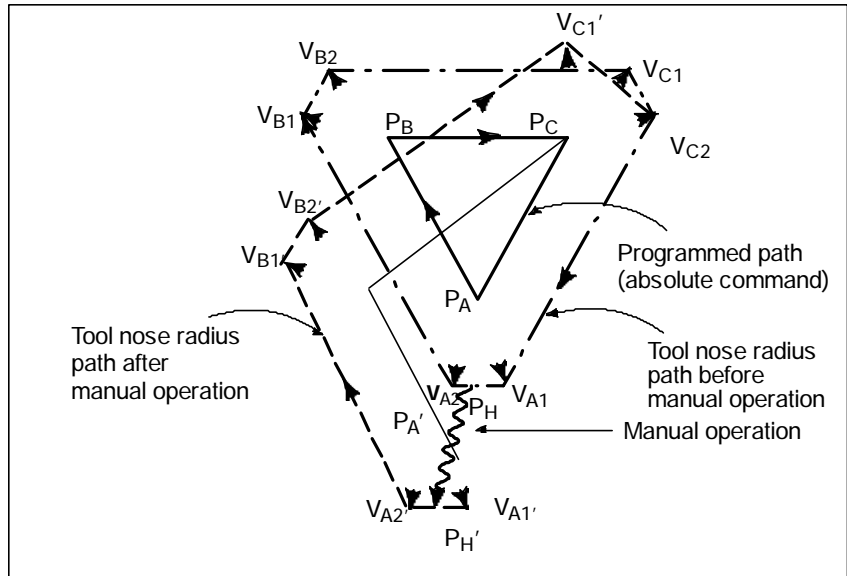 VC1′
VB2
VC1
VB1
PB
PC
VC2
VB2′
VB1′
Programmed path
(absolute command)
PA
Tool nose radius
path after
manual operation
Tool nose radius
path before
manual operation
VA2
PH
VA1
PA′
Manual operation
VA2′
VA1′
PH′